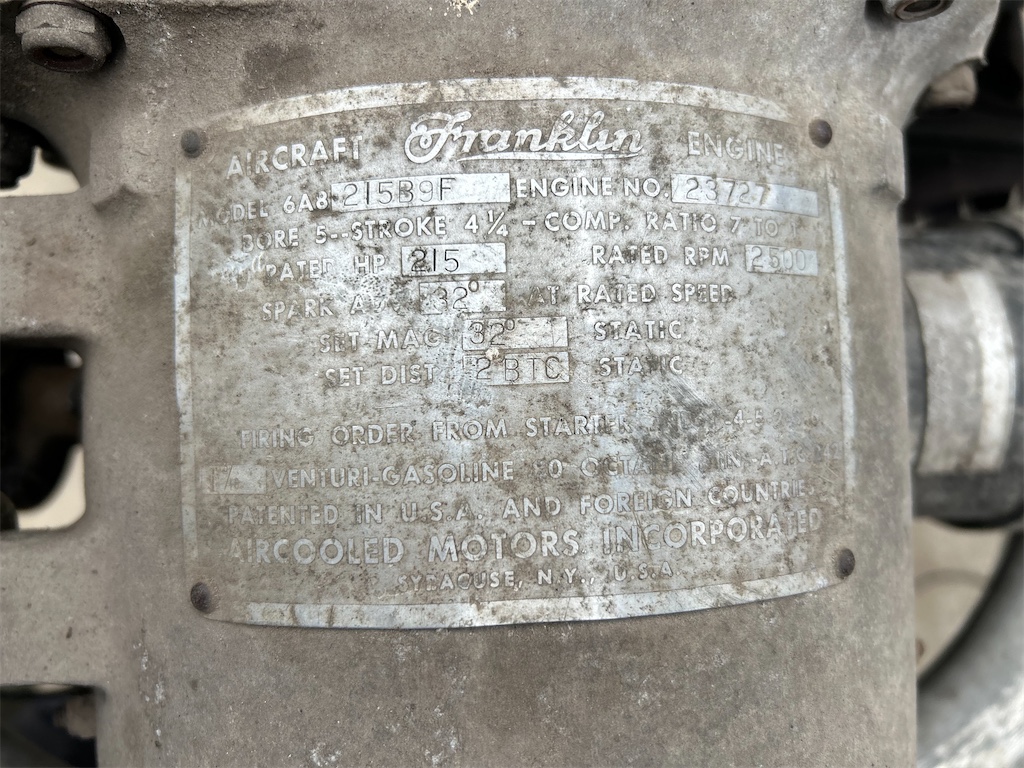 AIRCRAFT Franklin ENGINE
MODEL 6A8 215B9F ENGINE NO. 23727
BORE 5--STROKE 4¼ - COMP. RATIO 7 TO 1
RATED HP 215 RATED RPM 2500
SPARK 32° AT RATED SPEED
SET MAG 32° STATIC
SET DIST 2 BTC STATIC
FIRING ORDER FROM STARTER
VENTURI-GASOLINE
PATENTED IN U.S.A. AND FOREIGN COUNTRIES
AIRCOOLED MOTORS INCORPORATED
SYRACUSE, N.Y., U.S.A